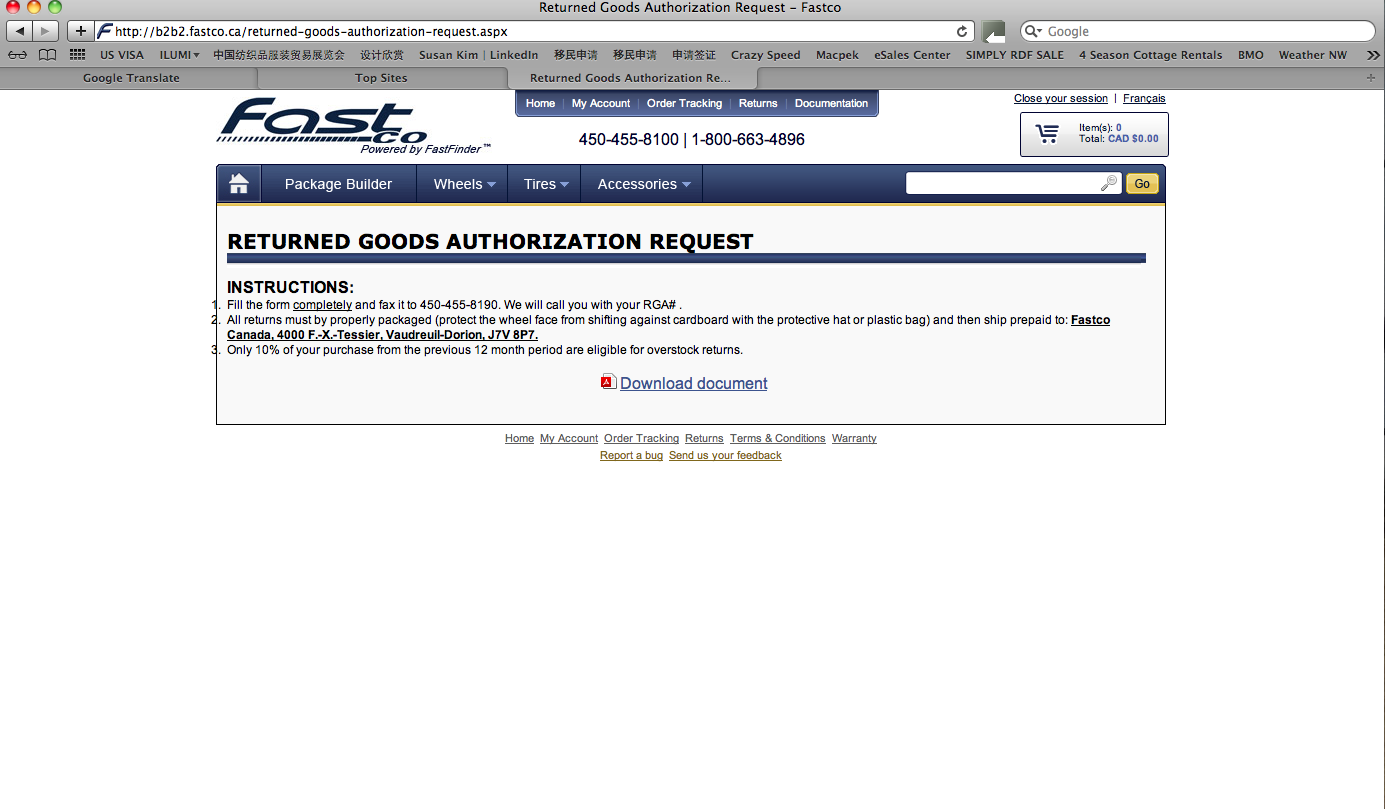 Returned Goods Authorization Request – Fastco
http://b2b2.fastco.ca/returned-goods-authorization-request.aspx
Google
US VISA ILUMI 中国纺织品服装贸易展览会 设计欣赏 Susan Kim | LinkedIn 移民申请 移民申请 申请签证 Crazy Speed Macpek eSales Center SIMPLY RDF SALE 4 Season Cottage Rentals BMO Weather NW
Google Translate Top Sites Returned Goods Authorization Re...
Home My Account Order Tracking Returns Documentation
Close your session | Français
Fastco
Powered by FastFinder™
450-455-8100 | 1-800-663-4896
Item(s): 0
Total: CAD $0.00
Package Builder Wheels Tires Accessories Go
RETURNED GOODS AUTHORIZATION REQUEST
INSTRUCTIONS:
1. Fill the form completely and fax it to 450-455-8190. We will call you with your RGA# .
2. All returns must by properly packaged (protect the wheel face from shifting against cardboard with the protective hat or plastic bag) and then ship prepaid to: Fastco
Canada, 4000 F.-X.-Tessier, Vaudreuil-Dorion, J7V 8P7.
3. Only 10% of your purchase from the previous 12 month period are eligible for overstock returns.
Download document
Home My Account Order Tracking Returns Terms & Conditions Warranty
Report a bug Send us your feedback